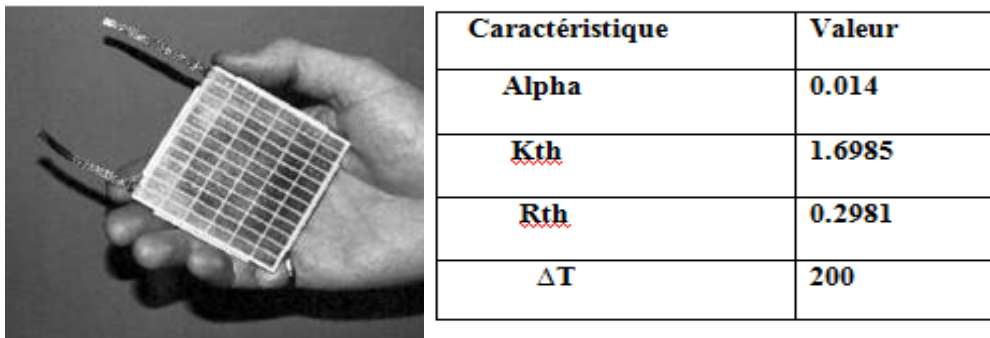 Caractéristique Valeur
Alpha 0.014
Kth 1.6985
Rth 0.2981
ΔT 200